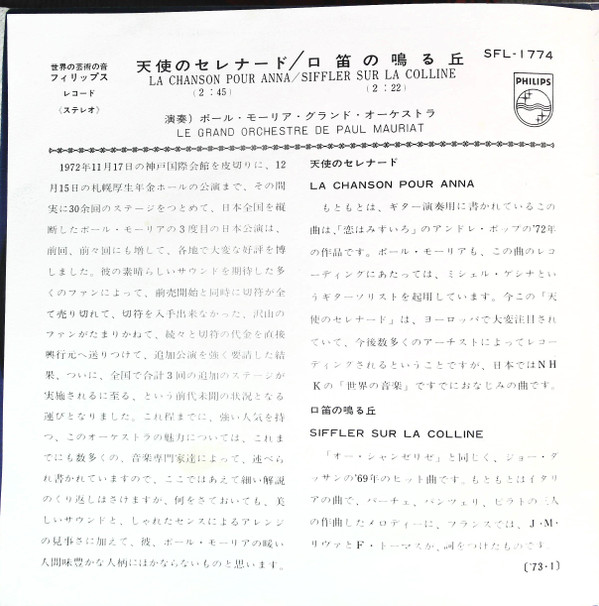 世界の芸術の音
フィリップス
レコード
〈ステレオ〉
天使のセレナード/口笛の鳴る丘
LA CHANSON POUR ANNA/SIFFLER SUR LA COLLINE
(2：45)
(2：22)
SFL-1774
PHILIPS
演奏) ポール・モーリア・グランド・オーケストラ
LE GRAND ORCHESTRE DE PAUL MAURIAT
1972年11月17日の神戸国際会館を皮切りに、12
月15日の札幌厚生年金ホールの公演まで、その間
実に30余回のステージをつとめて、日本全国を縦
断したポール・モーリアの3度目の日本公演は、
前回、前々回にも増して、各地で大変な好評を博
しました。彼の素晴らしいサウンドを期待した多
くのファンによって、前売開始と同時に切符が全
て売り切れて、切符を入手出来なかった、沢山の
ファンがたまりかねて、続々と切符の代金を直接
興行元へ送りつけて、追加公演を強く要請した結
果、ついに、全国で合計3回の追加のステージが
実施されるに至る、という前代未聞の状況となる
運びとなりました。これ程までに、強い人気を持
つ、このオーケストラの魅力については、これま
でにも数多くの、音楽専門家達によって、述べら
れ書かれていますので、ここではあえて細い解説
のくり返しはさけますが、何をさておいても、美
しいサウンドと、しゃれたセンスによるアレンジ
の見事さに加えて、彼、ポール・モーリアの暖い
人間味豊かな人柄にほかならないものと思います。
天使のセレナード
LA CHANSON POUR ANNA
もともとは、ギター演奏用に書かれているこの
曲は、「恋はみずいろ」のアンドレ・ポップの'72年
の作品です。ポール・モーリアも、この曲のレコ
ーディングにあたっては、ミシェル・ケシナとい
うギターソリストを起用しています。今この「天
使のセレナード」は、ヨーロッパで大変注目され
ていて、今後数多くのアーチストによってレコー
ディングされるということですが、日本ではNH
Kの「世界の音楽」ですでにおなじみの曲です。
口笛の鳴る丘
SIFFLER SUR LA COLLINE
「オー・シャンゼリゼ」と同じく、ジョー・ダ
ッサンの'69年のヒット曲です。もともとはイタリ
アの曲で、バーチェ、パンツェリ、ピラトの三人
の作曲したメロディーに、フランスでは、J・M・
リヴァとF・トーマスが、詞をつけたものです。
('73・1)